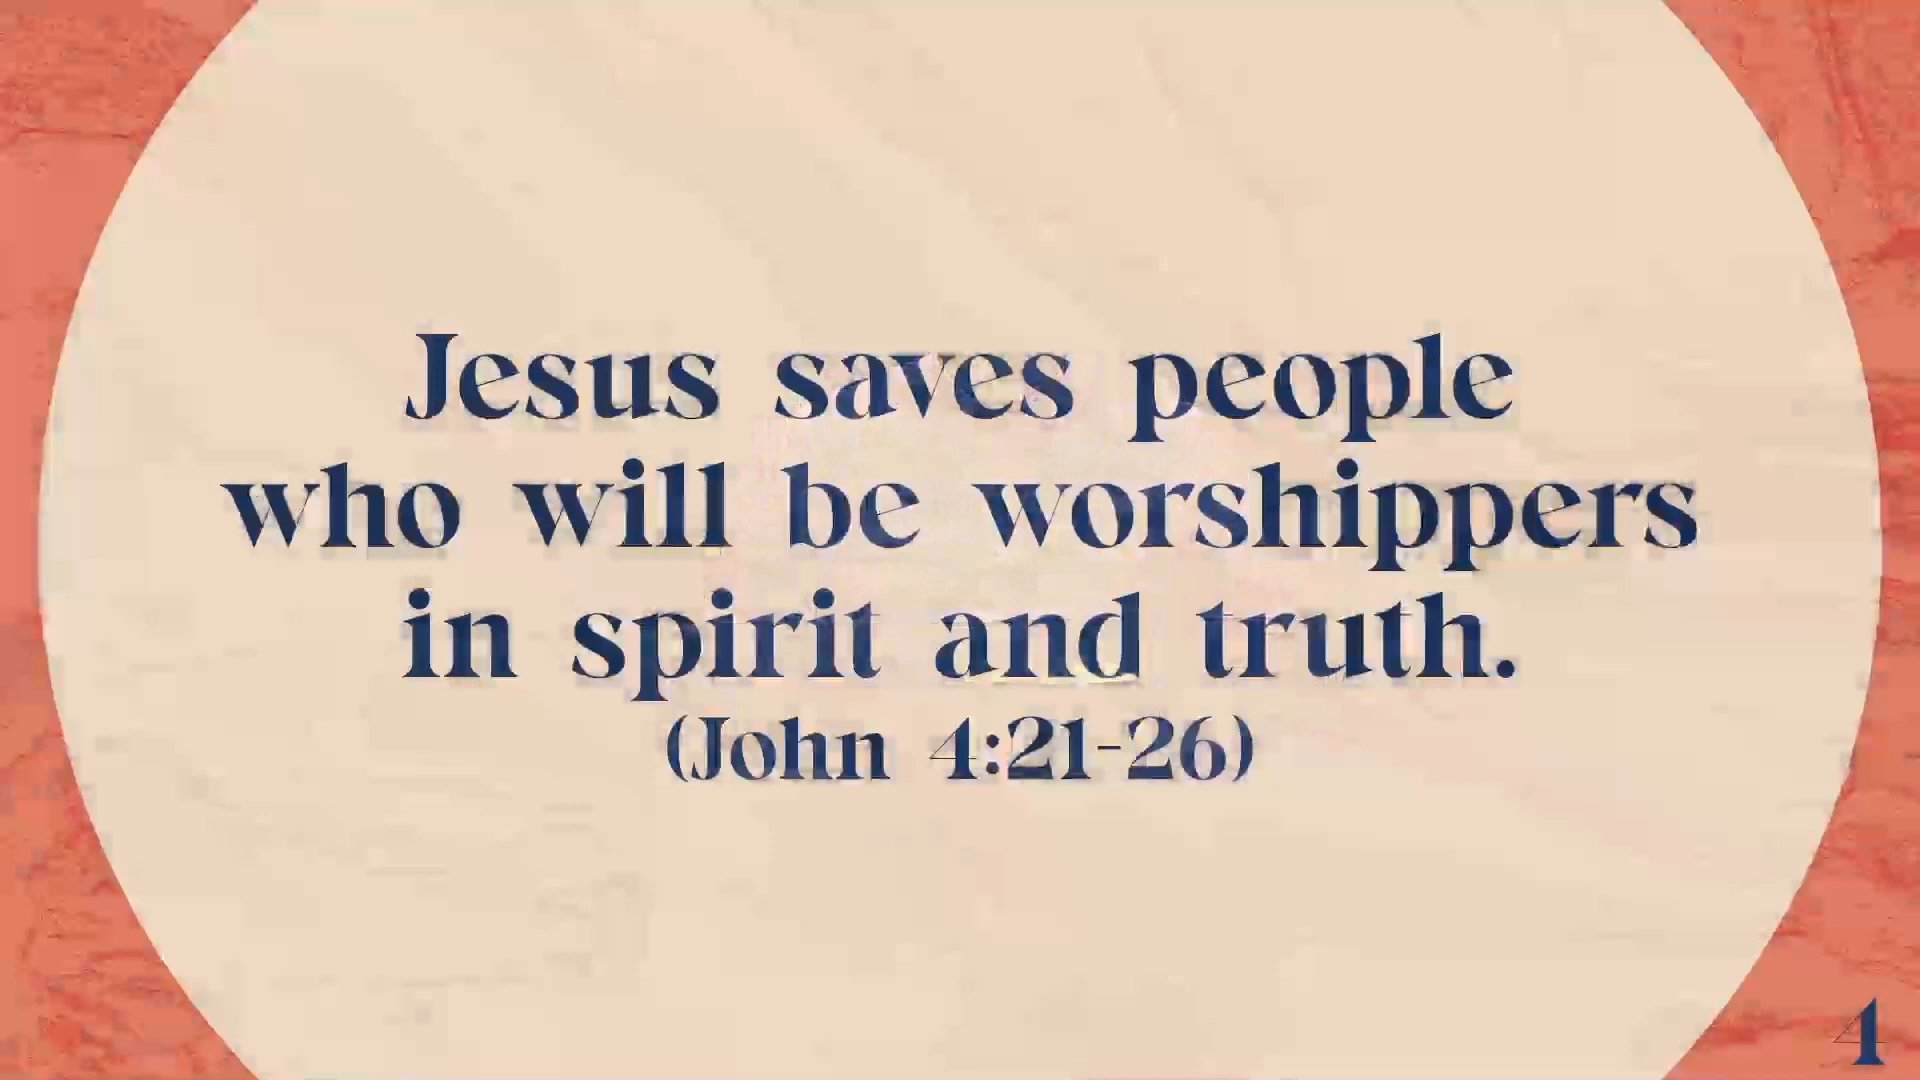 Jesus saves people
who will be worshippers
in spirit and truth.
(John 4:21-26)
4